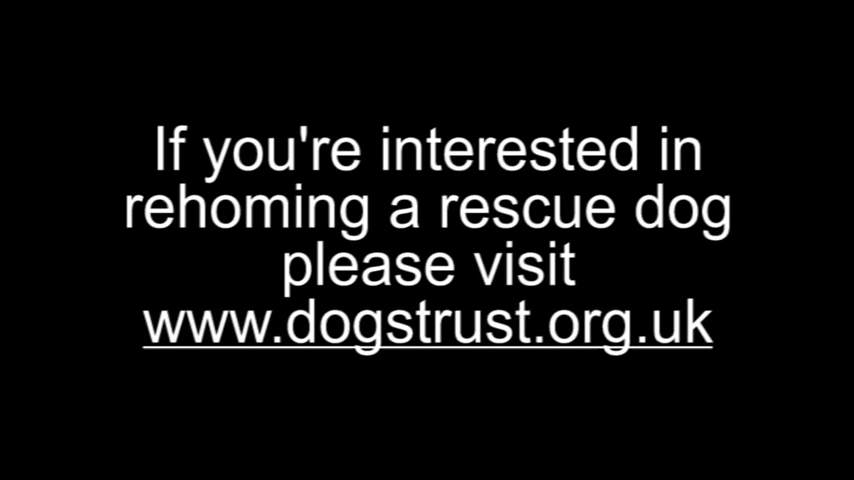 If you're interested in
rehoming a rescue dog
please visit
www.dogstrust.org.uk